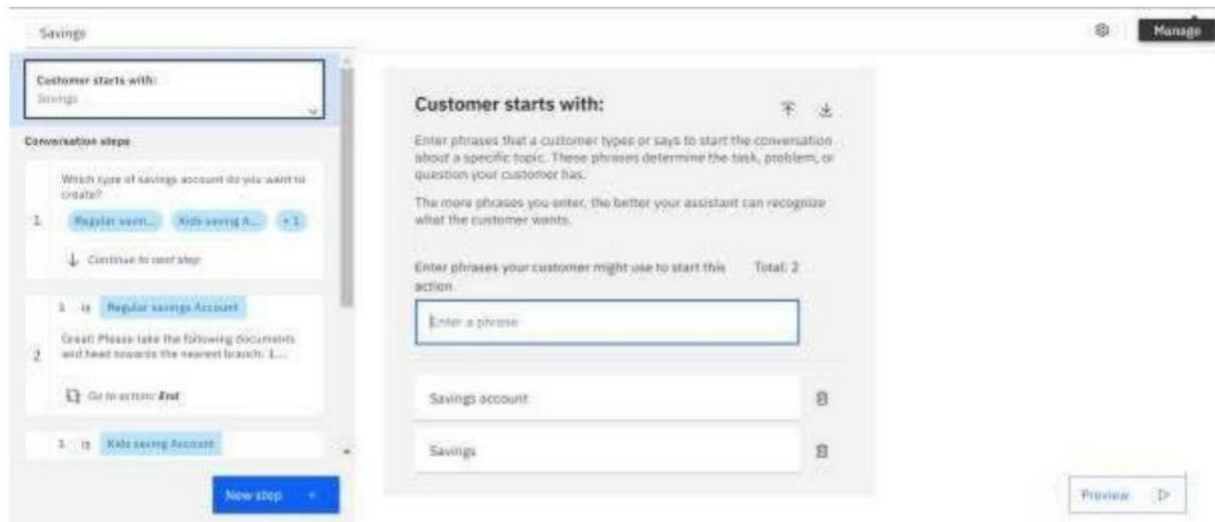 Savings
Manage
Customer starts with:
Savings
Conversation steps
Which type of savings account do you want to
create?
1
Regular savin...
Kids saving A...
+ 1
Continue to next step
1 is Regular savings Account
2
Great! Please take the following documents
and head towards the nearest branch: 1....
Go to action: End
1 is Kids saving Account
New step +
Customer starts with:
Enter phrases that a customer types or says to start the conversation
about a specific topic. These phrases determine the task, problem, or
question your customer has.
The more phrases you enter, the better your assistant can recognize
what the customer wants.
Enter phrases your customer might use to start this
action
Total: 2
Enter a phrase
Savings account
Savings
Preview